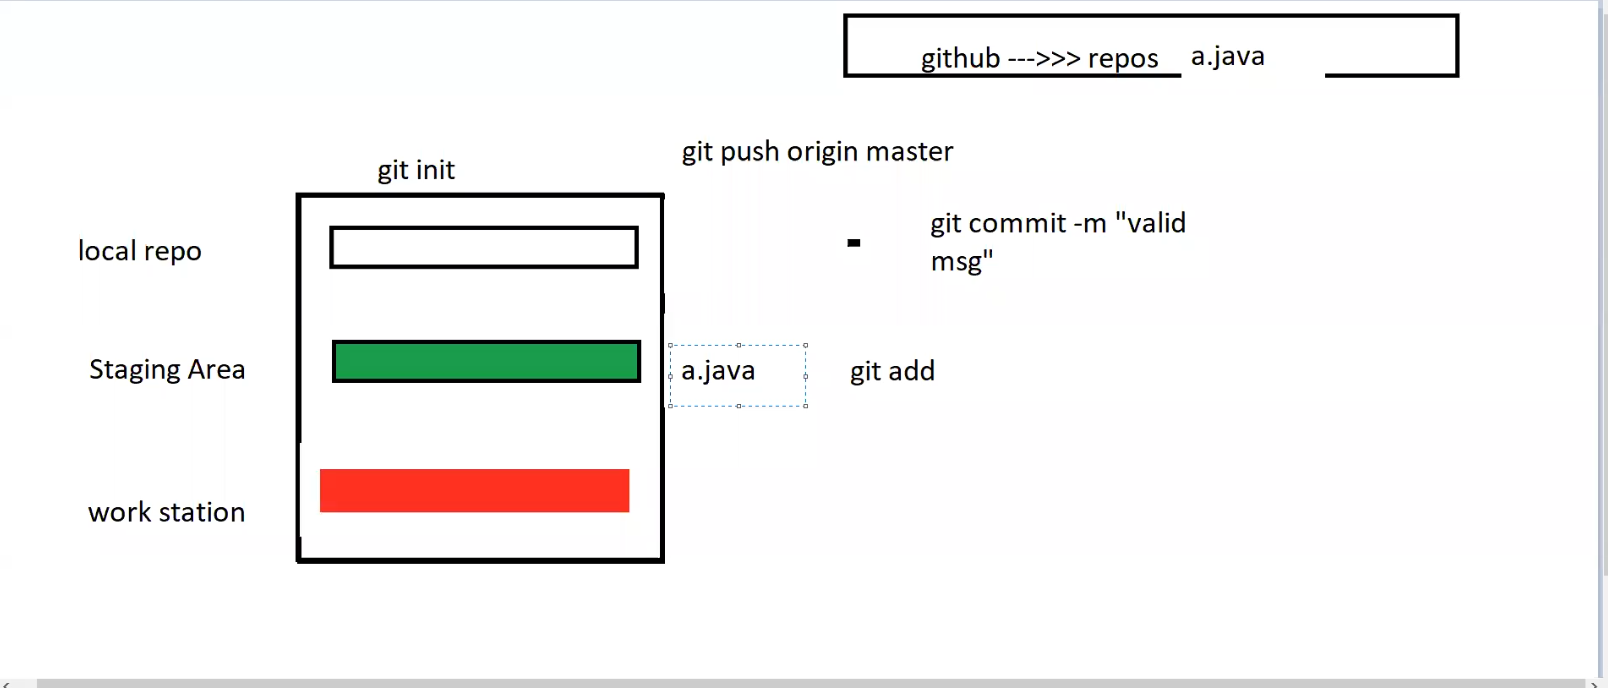 github --->>> repos a.java
git push origin master
git init
git commit -m "valid
msg"
local repo
Staging Area
a.java
git add
work station